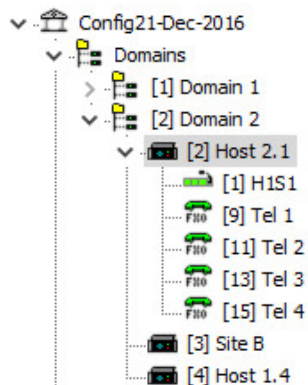 Config21-Dec-2016
Domains
[1] Domain 1
[2] Domain 2
[2] Host 2.1
[1] H1S1
FXO [9] Tel 1
FXO [11] Tel 2
FXO [13] Tel 3
FXO [15] Tel 4
[3] Site B
[4] Host 1.4